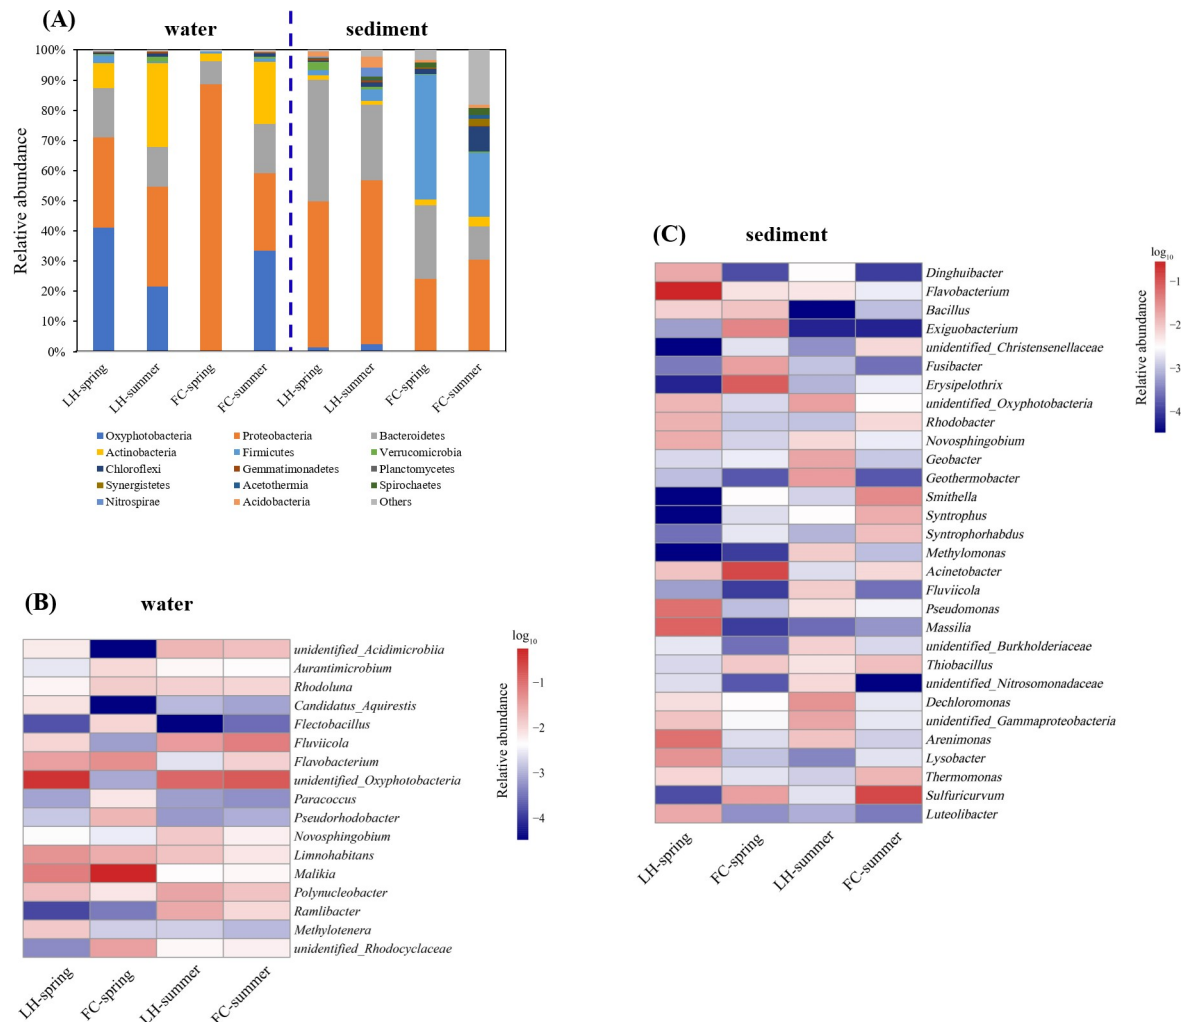 (A)
water
sediment
Relative abundance
100%
90%
80%
70%
60%
50%
40%
30%
20%
10%
0%
LH-spring
LH-summer
FC-spring
FC-summer
LH-spring
LH-summer
FC-spring
FC-summer
Oxyphotobacteria
Proteobacteria
Bacteroidetes
Actinobacteria
Firmicutes
Verrucomicrobia
Chloroflexi
Gemmatimonadetes
Planctomycetes
Synergistetes
Acetothermia
Spirochaetes
Nitrospirae
Acidobacteria
Others
(B)
water
unidentified_Acidimicrobiia
Aurantimicrobium
Rhodoluna
Candidatus_Aquirestis
Flectobacillus
Fluviicola
Flavobacterium
unidentified_Oxyphotobacteria
Paracoccus
Pseudorhodobacter
Novosphingobium
Limnohabitans
Malikia
Polynucleobacter
Ramlibacter
Methylotenera
unidentified_Rhodocyclaceae
LH-spring
FC-spring
LH-summer
FC-summer
log10
Relative abundance
−1
−2
−3
−4
(C)
sediment
Dinghuibacter
Flavobacterium
Bacillus
Exiguobacterium
unidentified_Christensenellaceae
Fusibacter
Erysipelothrix
unidentified_Oxyphotobacteria
Rhodobacter
Novosphingobium
Geobacter
Geothermobacter
Smithella
Syntrophus
Syntrophorhabdus
Methylomonas
Acinetobacter
Fluviicola
Pseudomonas
Massilia
unidentified_Burkholderiaceae
Thiobacillus
unidentified_Nitrosomonadaceae
Dechloromonas
unidentified_Gammaproteobacteria
Arenimonas
Lysobacter
Thermomonas
Sulfuricurvum
Luteolibacter
LH-spring
FC-spring
LH-summer
FC-summer
log10
Relative abundance
−1
−2
−3
−4